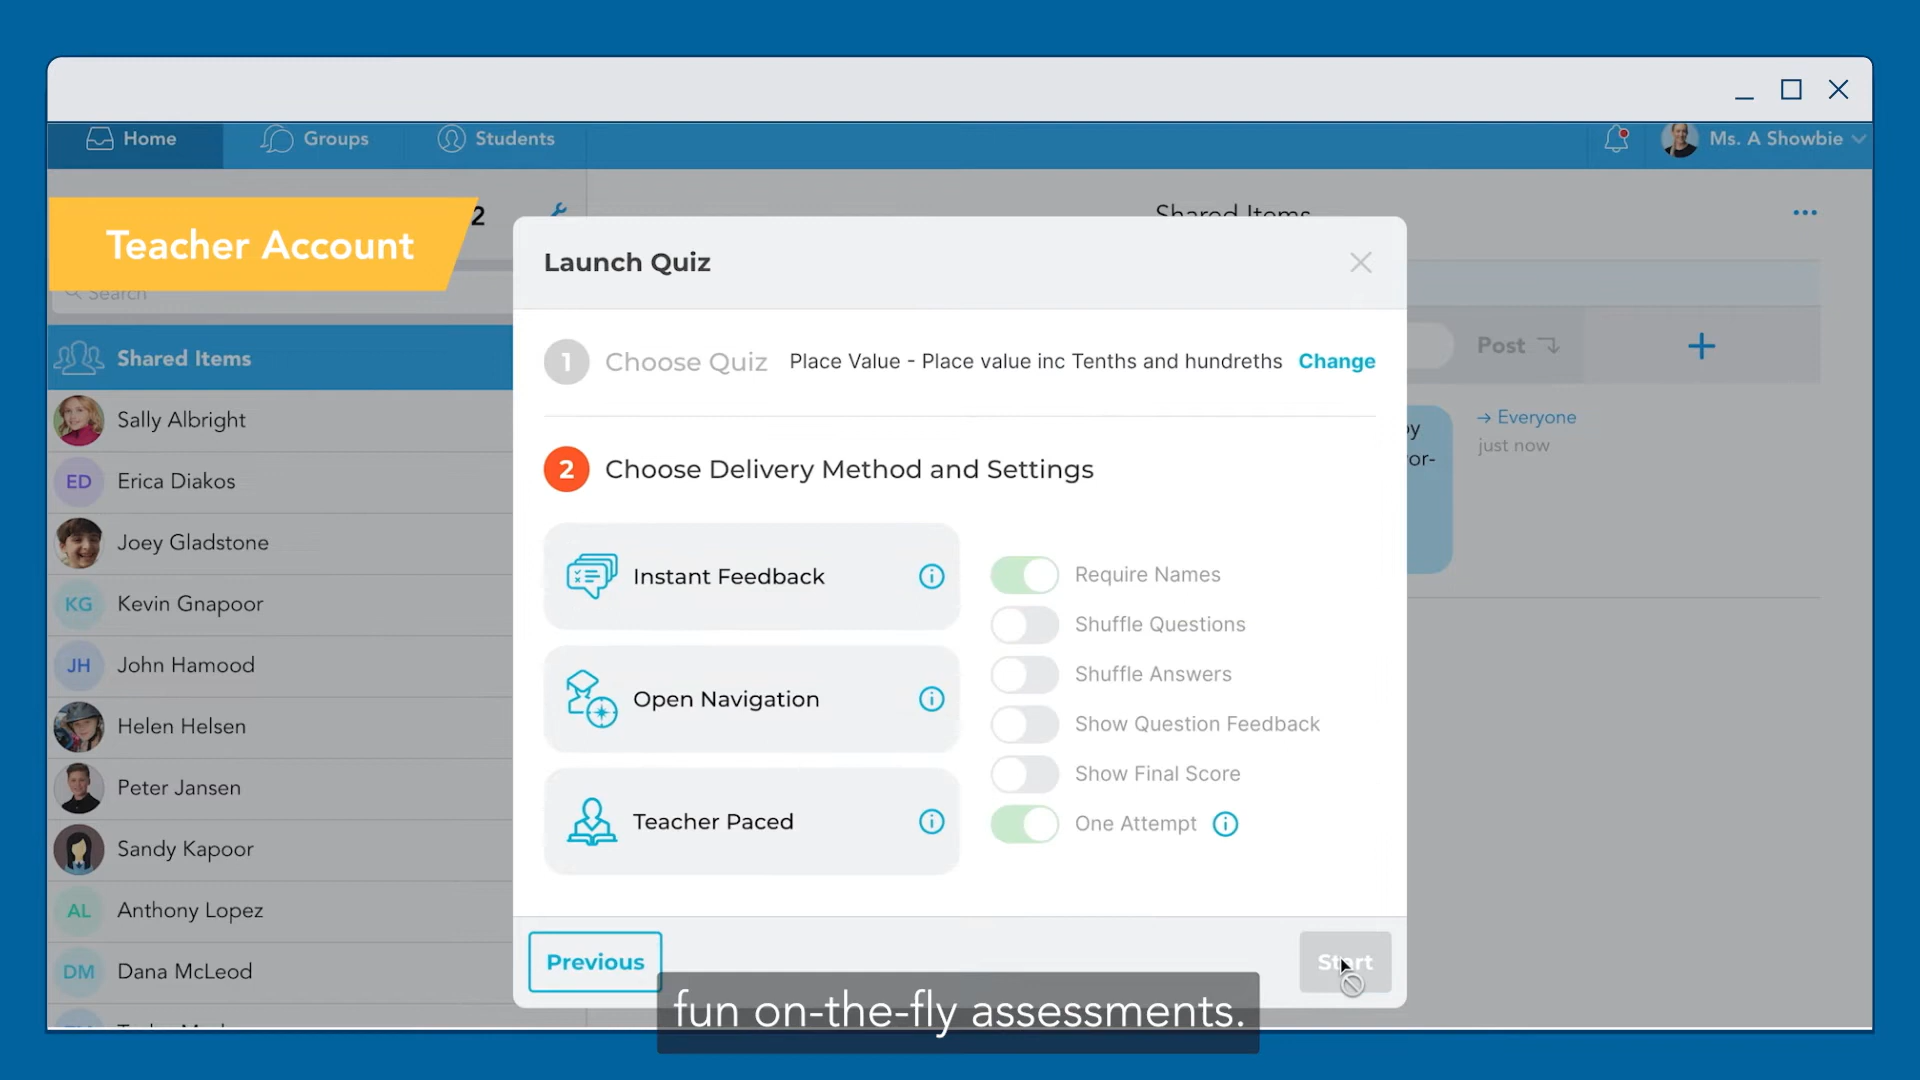 Home
Groups
Students
Ms. A Showbie
Teacher Account
2
Shared Items
Search
Launch Quiz
1 Choose Quiz Place Value - Place value inc Tenths and hundreths Change
Post
Shared Items
Sally Albright
→ Everyone
just now
oy
or-
2 Choose Delivery Method and Settings
ED Erica Diakos
Joey Gladstone
KG Kevin Gnapoor
JH John Hamood
Helen Helsen
Peter Jansen
Sandy Kapoor
AL Anthony Lopez
DM Dana McLeod
Instant Feedback
Open Navigation
Teacher Paced
Require Names
Shuffle Questions
Shuffle Answers
Show Question Feedback
Show Final Score
One Attempt
Previous
Start
fun on-the-fly assessments.